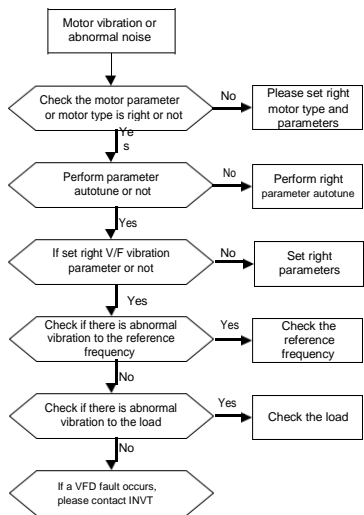 Motor vibration or
abnormal noise
Check the motor parameter
or motor type is right or not
No
Please set right
motor type and
parameters
Ye
s
Perform parameter
autotune or not
No
Perform right
parameter autotune
Yes
If set right V/F vibration
parameter or not
No
Set right
parameters
Yes
Check if there is abnormal
vibration to the reference
frequency
Yes
Check the
reference
frequency
No
Check if there is abnormal
vibration to the load
Yes
Check the load
No
If a VFD fault occurs,
please contact INVT